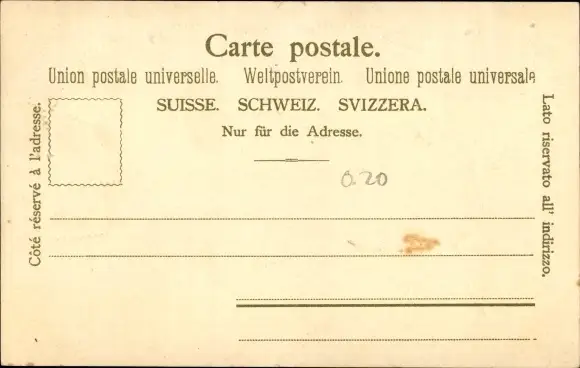 Carte postale.
Union postale universelle. Weltpostverein. Unione postale universale
SUISSE. SCHWEIZ. SVIZZERA.
Nur für die Adresse.
Côté réservé à l'adresse.
Lato riservato all' indirizzo.
0.20